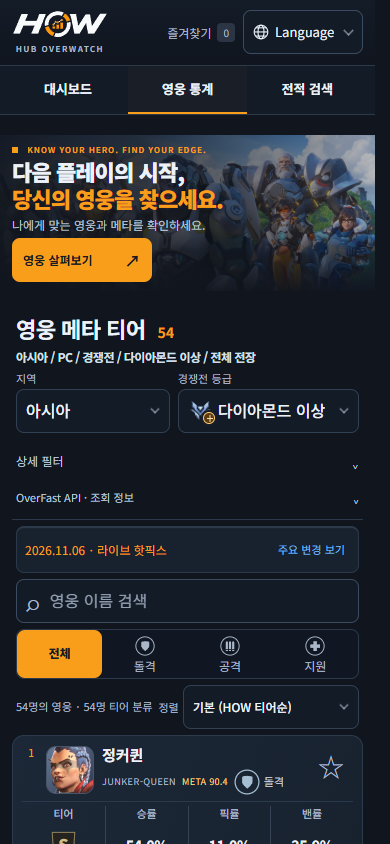 HOW
HUB OVERWATCH
즐겨찾기 0
Language
대시보드 영웅 통계 전적 검색
KNOW YOUR HERO. FIND YOUR EDGE.
다음 플레이의 시작,
당신의 영웅을 찾으세요.
나에게 맞는 영웅과 메타를 확인하세요.
영웅 살펴보기 ↗
영웅 메타 티어 54
아시아 / PC / 경쟁전 / 다이아몬드 이상 / 전체 전장
지역 경쟁전 등급
아시아 다이아몬드 이상
상세 필터
OverFast API · 조회 정보
2026.11.06 · 라이브 핫픽스 주요 변경 보기
영웅 이름 검색
전체 돌격 공격 지원
54명의 영웅 · 54명 티어 분류 정렬 기본 (HOW 티어순)
1 정커퀸
JUNKER-QUEEN META 90.4 돌격
티어 승률 픽률 밴률
S